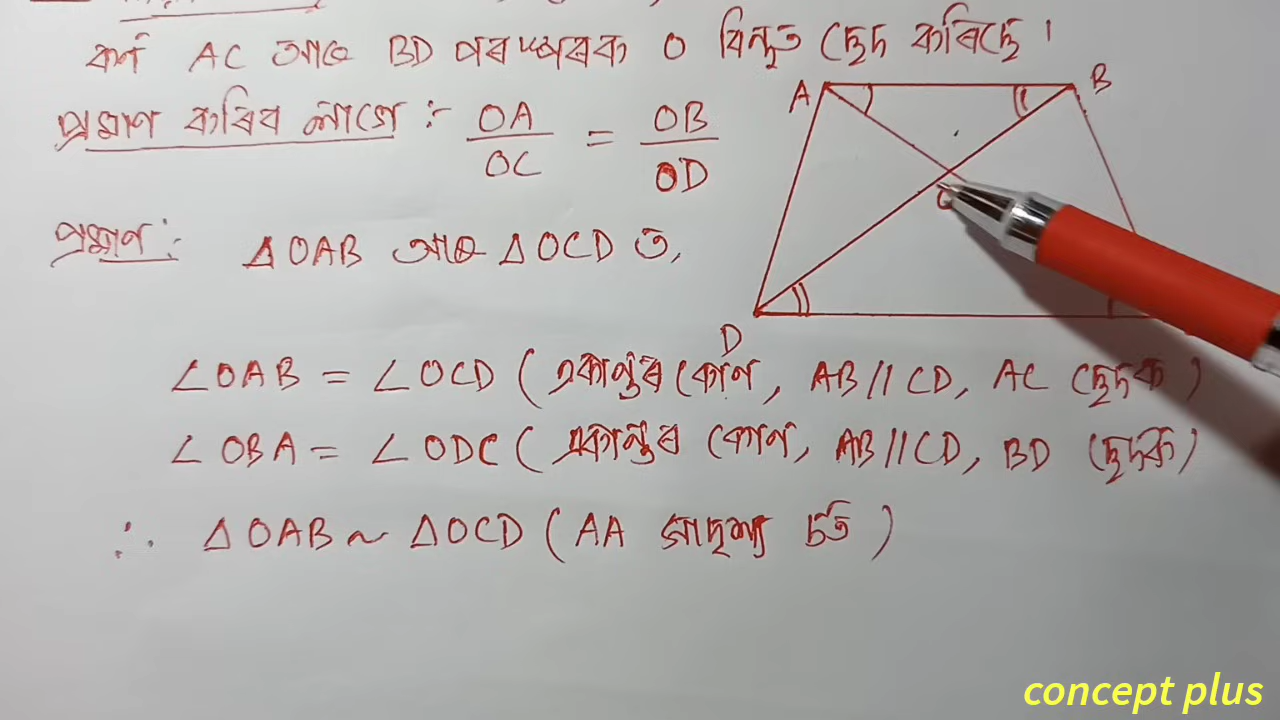 কৰ্ণ AC আৰু BD পৰস্পৰক O বিন্দুত ছেদ কৰিছে।
প্ৰমাণ কৰিব লাগে :- OA/OC = OB/OD
প্ৰমাণ : ΔOAB আৰু ΔOCD ত,
∠OAB = ∠OCD (একান্তৰ কোণ, AB//CD, AC ছেদক)
∠OBA = ∠ODC (একান্তৰ কোণ, AB//CD, BD ছেদক)
∴ ΔOAB ~ ΔOCD (AA সাদৃশ্য চৰ্ত)
A
B
D
concept plus